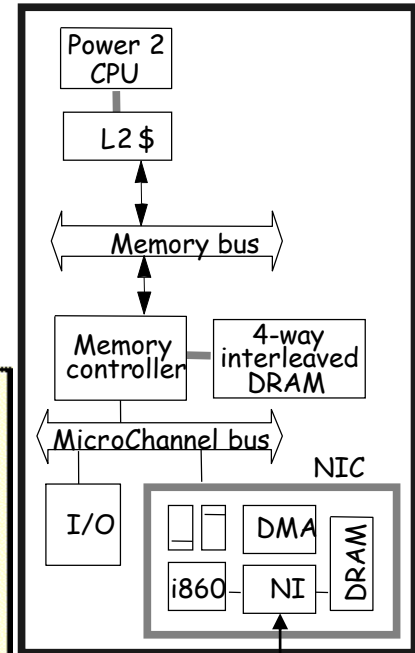 Power 2
CPU
L2 $
Memory bus
Memory
controller
4-way
interleaved
DRAM
MicroChannel bus
NIC
I/O
DMA
i860
NI
DRAM